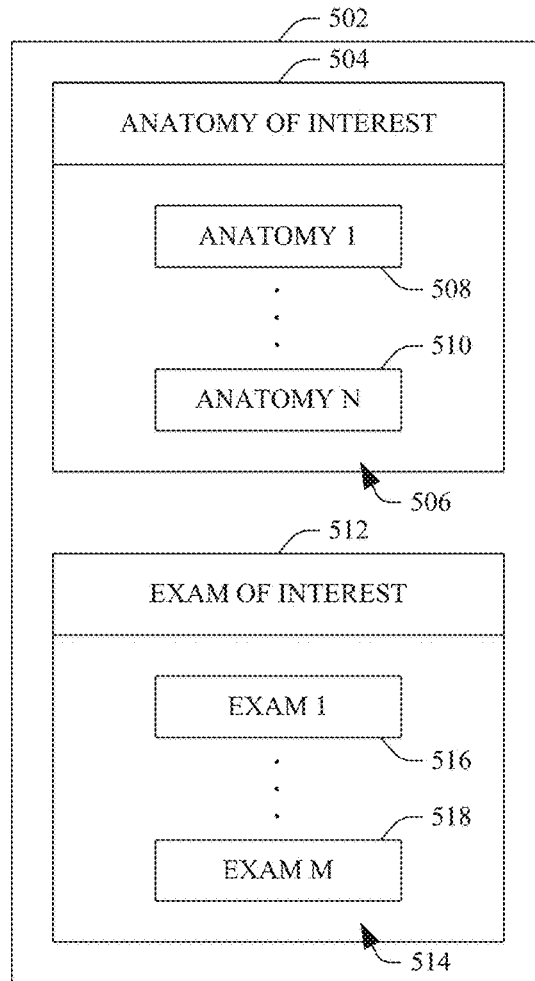 502
504
ANATOMY OF INTEREST
ANATOMY 1
508
510
ANATOMY N
506
512
EXAM OF INTEREST
EXAM 1
516
518
EXAM M
514